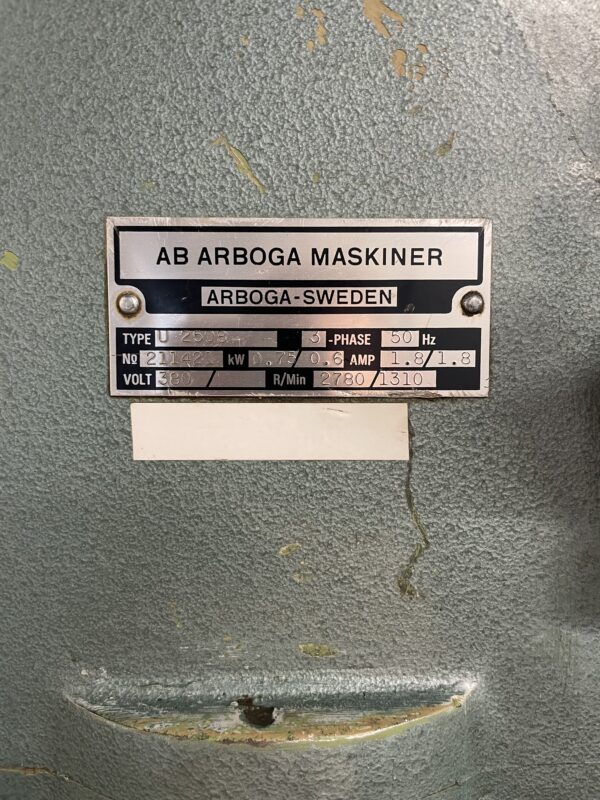 AB ARBOGA MASKINER
ARBOGA-SWEDEN
TYPE U 2508 3 -PHASE 50 Hz
No 21142 kW 0.75/ 0.6 AMP 1.8/1.8
VOLT 380 / R/Min 2780 /1310